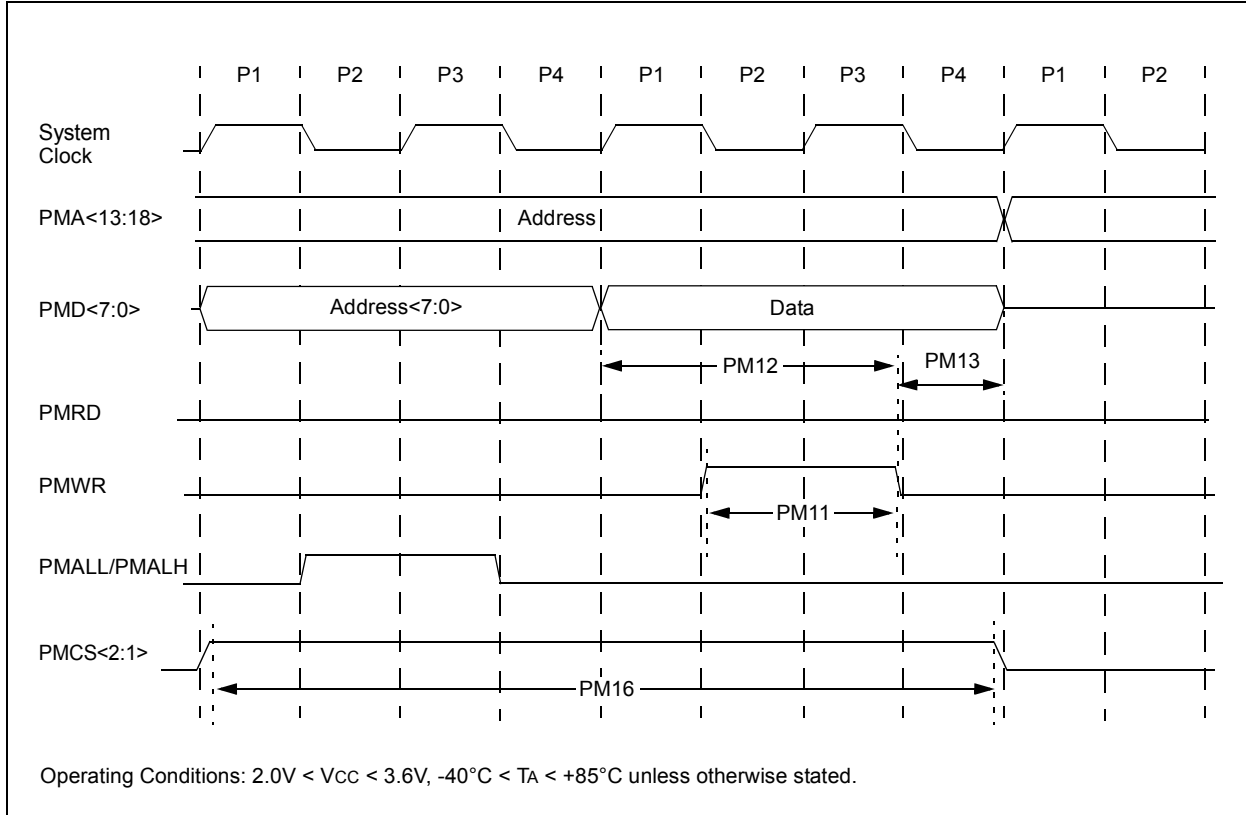 P1 P2 P3 P4 P1 P2 P3 P4 P1 P2
System
Clock
PMA<13:18> Address
PMD<7:0> Address<7:0> Data
PM12 PM13
PMRD
PMWR
PM11
PMALL/PMALH
PMCS<2:1>
PM16
Operating Conditions: 2.0V < VCC < 3.6V, -40°C < TA < +85°C unless otherwise stated.